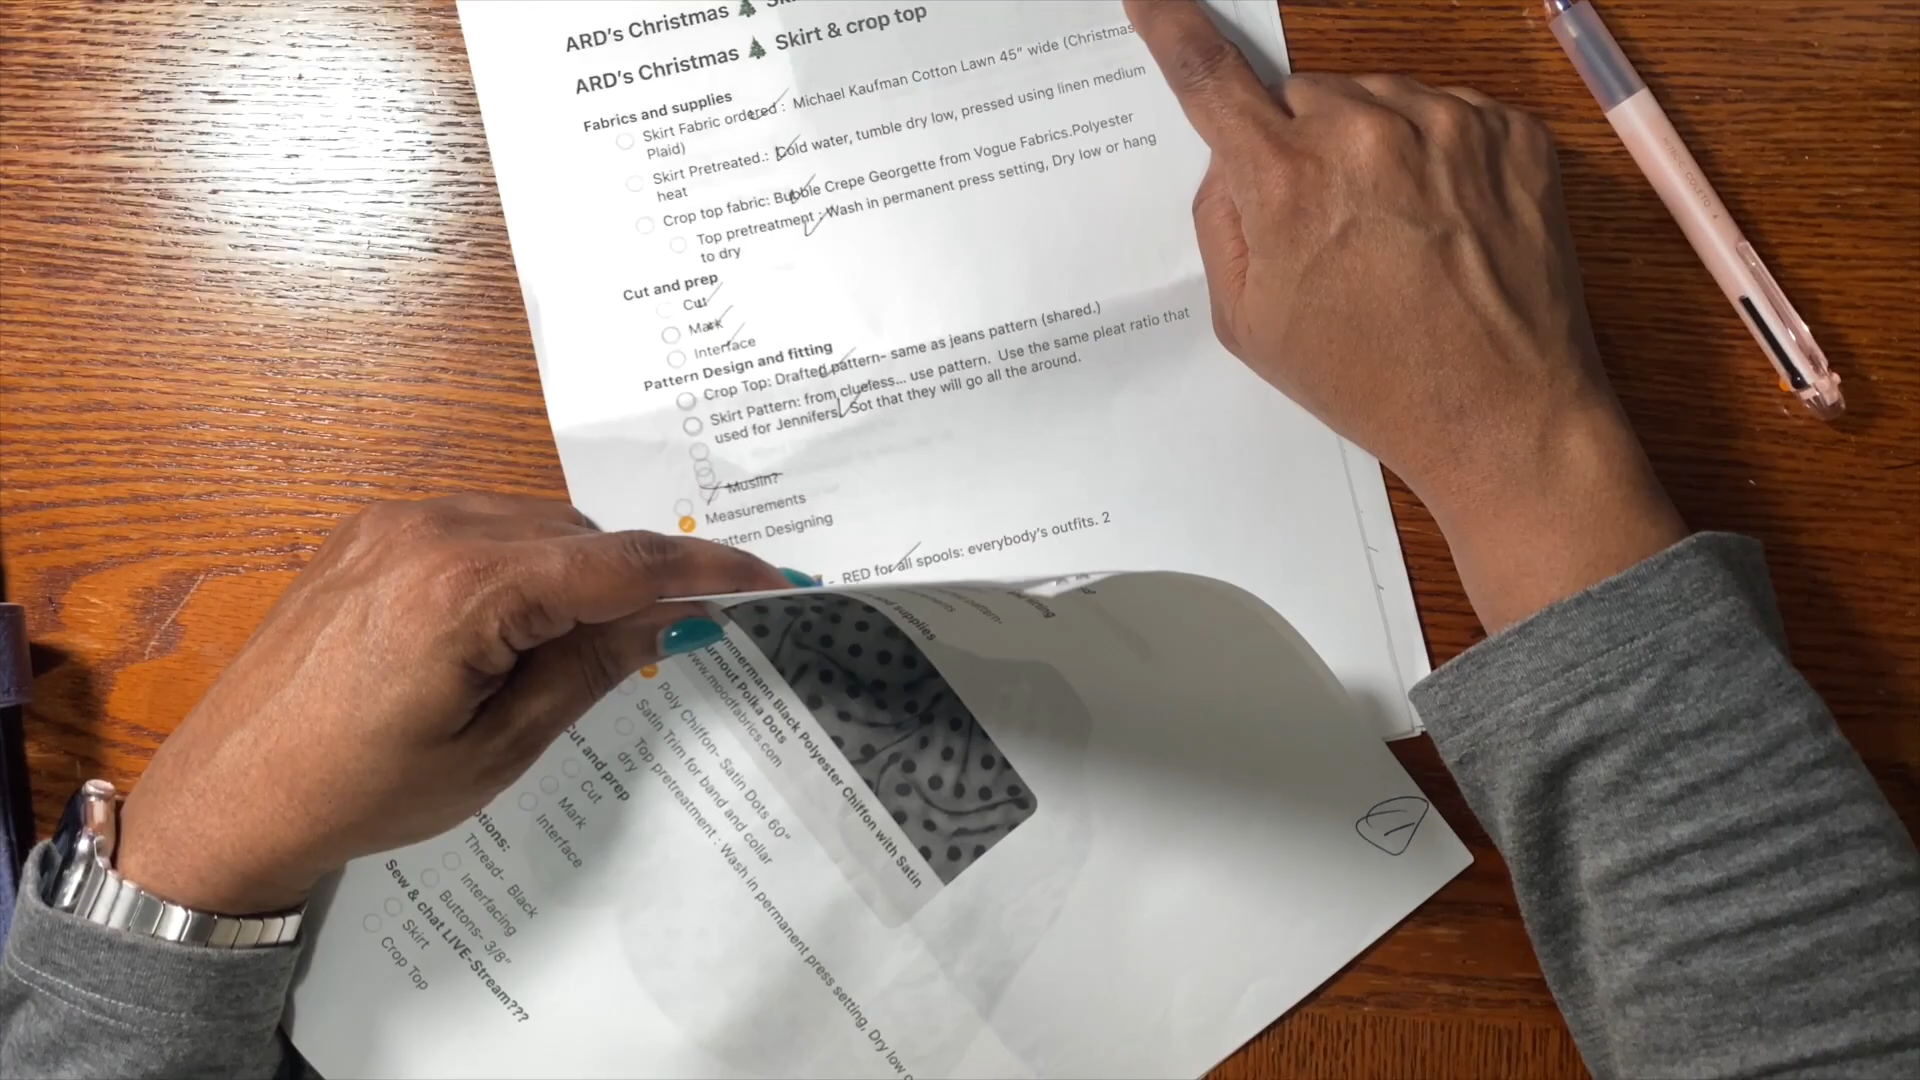 ARD's Christmas 🎄
ARD's Christmas 🎄 Skirt & crop top
Fabrics and supplies
Skirt Fabric ordered : Michael Kaufman Cotton Lawn 45" wide (Christmas
Plaid)
Skirt Pretreated.: Cold water, tumble dry low, pressed using linen medium
heat
Crop top fabric: Bubble Crepe Georgette from Vogue Fabrics.Polyester
Top pretreatment : Wash in permanent press setting, Dry low or hang
to dry
Cut and prep
Cut
Mark
Interface
Pattern Design and fitting
Crop Top: Drafted pattern- same as jeans pattern (shared.)
Skirt Pattern: from clueless... use pattern. Use the same pleat ratio that
used for Jennifers. Sot that they will go all the around.
Muslin?
Measurements
Pattern Designing
- RED for all spools: everybody's outfits. 2
and supplies
Black Polyester Chiffon with Satin
Polka Dots
www.moodfabrics.com
Poly Chiffon- Satin Dots 60"
Satin Trim for band and collar
Top pretreatment : Wash in permanent press setting, Dry low
dry
Cut and prep
Cut
Mark
Interface
Thread- Black
Interfacing
Buttons- 3/8"
Sew & chat LIVE-Stream???
Skirt
Crop Top